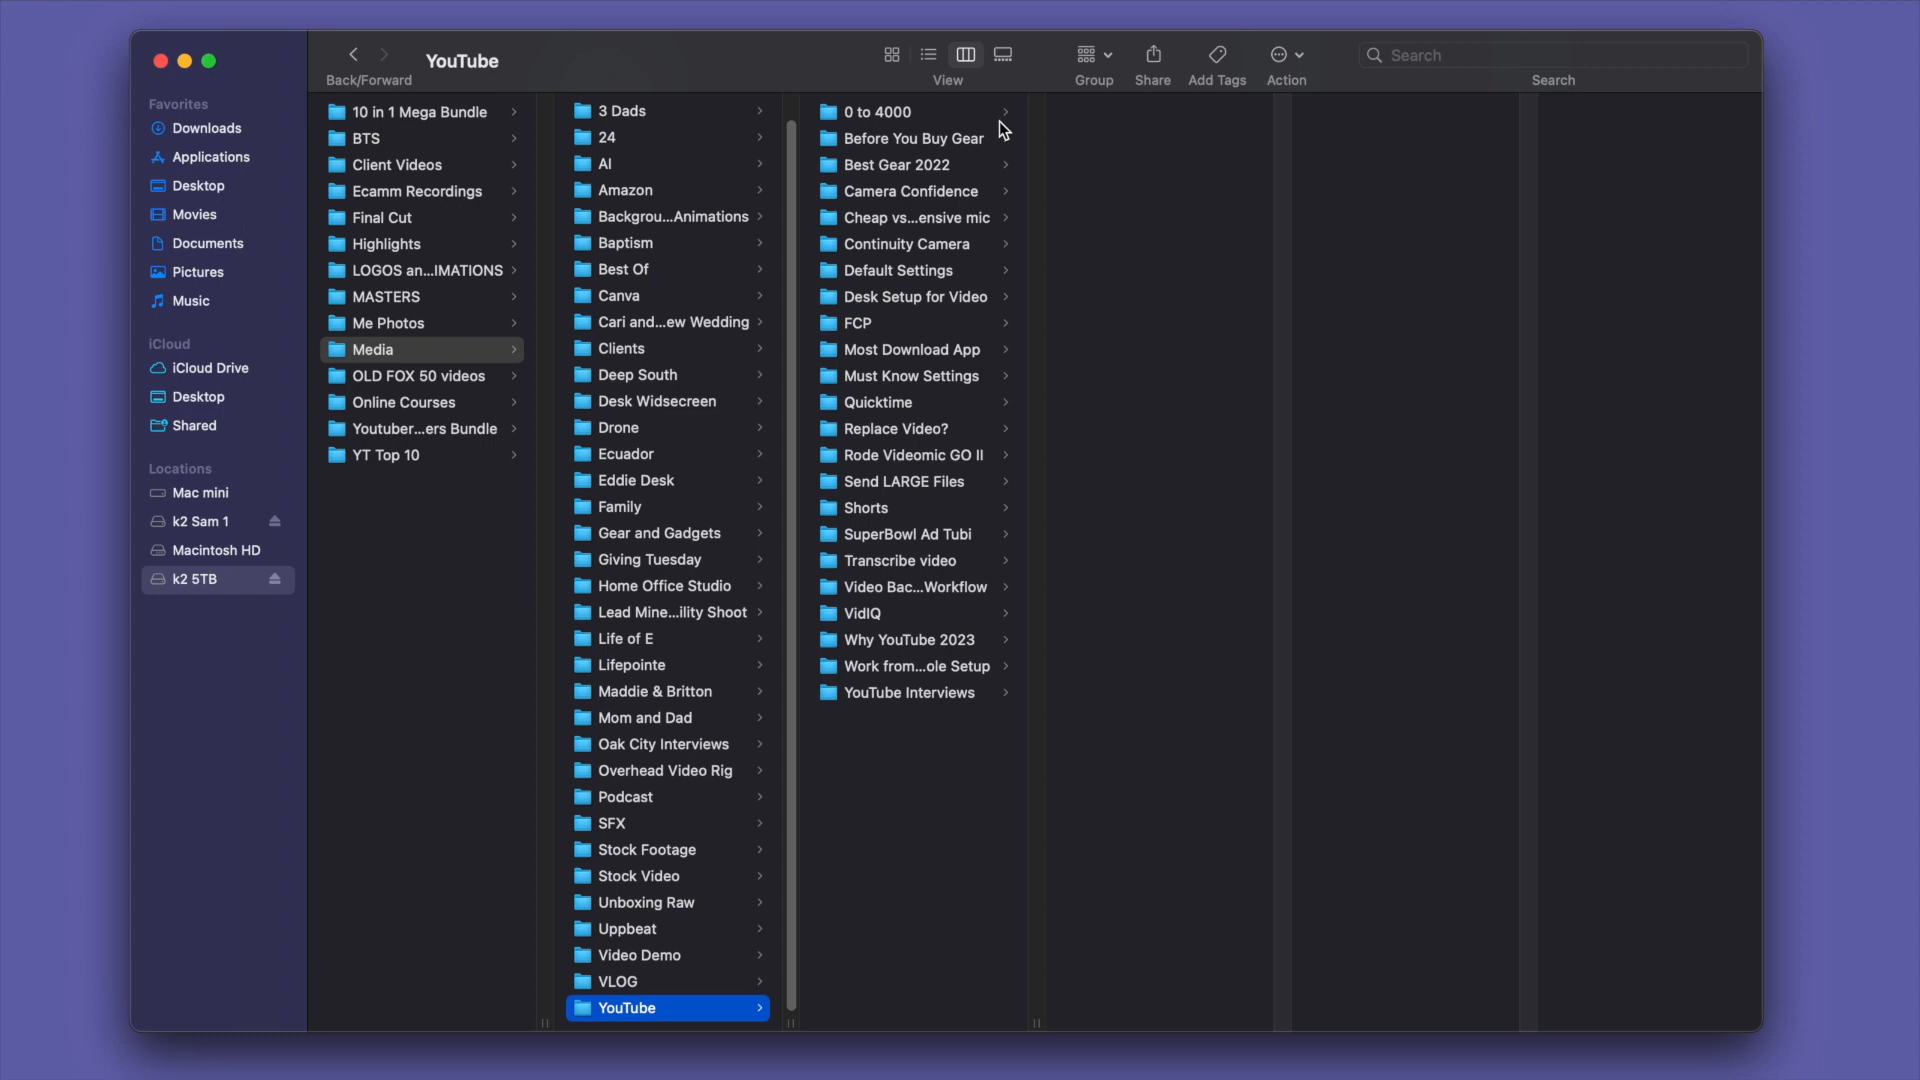 YouTube
Back/Forward
View
Group
Share
Add Tags
Action
Search
Search
Favorites
Downloads
Applications
Desktop
Movies
Documents
Pictures
Music
iCloud
iCloud Drive
Desktop
Shared
Locations
Mac mini
k2 Sam 1
Macintosh HD
k2 5TB
10 in 1 Mega Bundle
BTS
Client Videos
Ecamm Recordings
Final Cut
Highlights
LOGOS an...IMATIONS
MASTERS
Me Photos
Media
OLD FOX 50 videos
Online Courses
Youtuber...ers Bundle
YT Top 10
3 Dads
24
AI
Amazon
Backgrou...Animations
Baptism
Best Of
Canva
Cari and...ew Wedding
Clients
Deep South
Desk Widsecreen
Drone
Ecuador
Eddie Desk
Family
Gear and Gadgets
Giving Tuesday
Home Office Studio
Lead Mine...ility Shoot
Life of E
Lifepointe
Maddie & Britton
Mom and Dad
Oak City Interviews
Overhead Video Rig
Podcast
SFX
Stock Footage
Stock Video
Unboxing Raw
Uppbeat
Video Demo
VLOG
YouTube
0 to 4000
Before You Buy Gear
Best Gear 2022
Camera Confidence
Cheap vs...ensive mic
Continuity Camera
Default Settings
Desk Setup for Video
FCP
Most Download App
Must Know Settings
Quicktime
Replace Video?
Rode Videomic GO II
Send LARGE Files
Shorts
SuperBowl Ad Tubi
Transcribe video
Video Bac...Workflow
VidIQ
Why YouTube 2023
Work from...ole Setup
YouTube Interviews